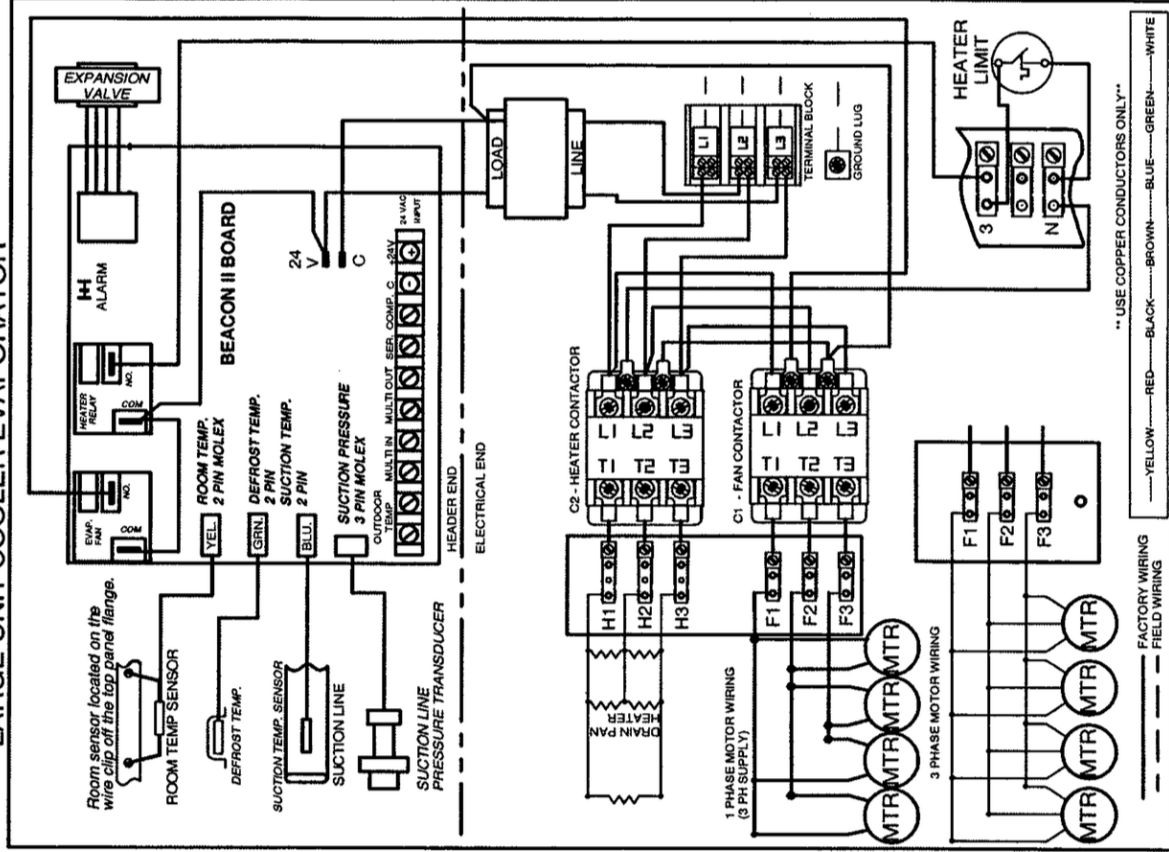 LARGE UNIT COOLER EVAPORATOR
Room sensor located on the
wire clip off the top panel flange.
ROOM TEMP SENSOR
DEFROST TEMP.
SUCTION TEMP. SENSOR
SUCTION LINE
SUCTION LINE
PRESSURE TRANSDUCER
EVAP.
FAN
NO.
COM
HEATER
RELAY
NO.
COM
ALARM
EXPANSION
VALVE
YEL.
ROOM TEMP.
2 PIN MOLEX
GRN.
DEFROST TEMP.
2 PIN
BLU.
SUCTION TEMP.
2 PIN
SUCTION PRESSURE
3 PIN MOLEX
BEACON II BOARD
24
V
C
OUTDOOR
TEMP.
MULTI IN
MULTI OUT
SER.
COMP.
C
+24V
24 VAC
INPUT
HEADER END
ELECTRICAL END
LOAD
LINE
L1
L2
L3
TERMINAL BLOCK
GROUND LUG
C2 - HEATER CONTACTOR
T1 L1
T2 L2
T3 L3
C1 - FAN CONTACTOR
T1 L1
T2 L2
T3 L3
H1
H2
H3
F1
F2
F3
DRAIN PAN
HEATER
1 PHASE MOTOR WIRING
(3 PH SUPPLY)
MTR
MTR
MTR
MTR
3 PHASE MOTOR WIRING
MTR
MTR
MTR
MTR
F1
F2
F3
HEATER
LIMIT
3
N
** USE COPPER CONDUCTORS ONLY**
YELLOW RED BLACK BROWN BLUE GREEN WHITE
FACTORY WIRING
FIELD WIRING